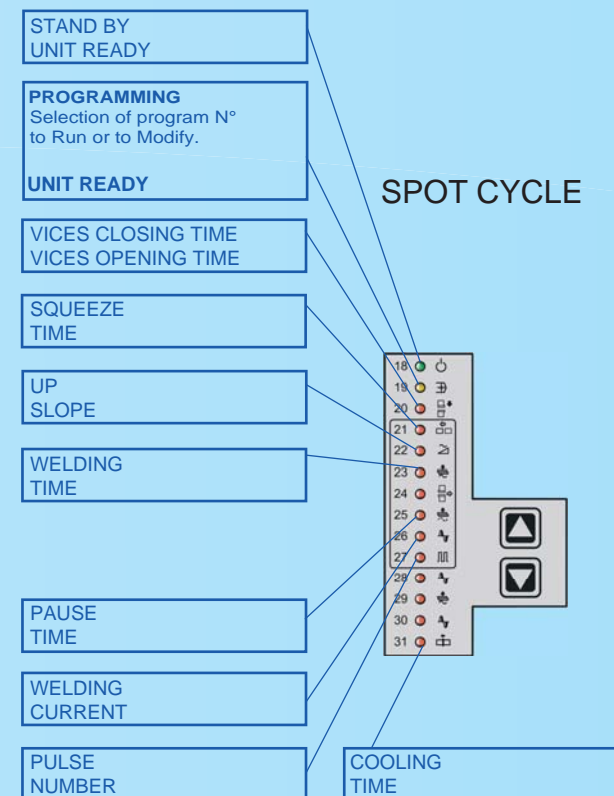 STAND BY
UNIT READY
PROGRAMMING
Selection of program N°
to Run or to Modify.
UNIT READY
SPOT CYCLE
VICES CLOSING TIME
VICES OPENING TIME
SQUEEZE
TIME
UP
SLOPE
WELDING
TIME
18
19
20
21
22
23
24
25
26
27
28
29
30
31
PAUSE
TIME
WELDING
CURRENT
PULSE
NUMBER
COOLING
TIME